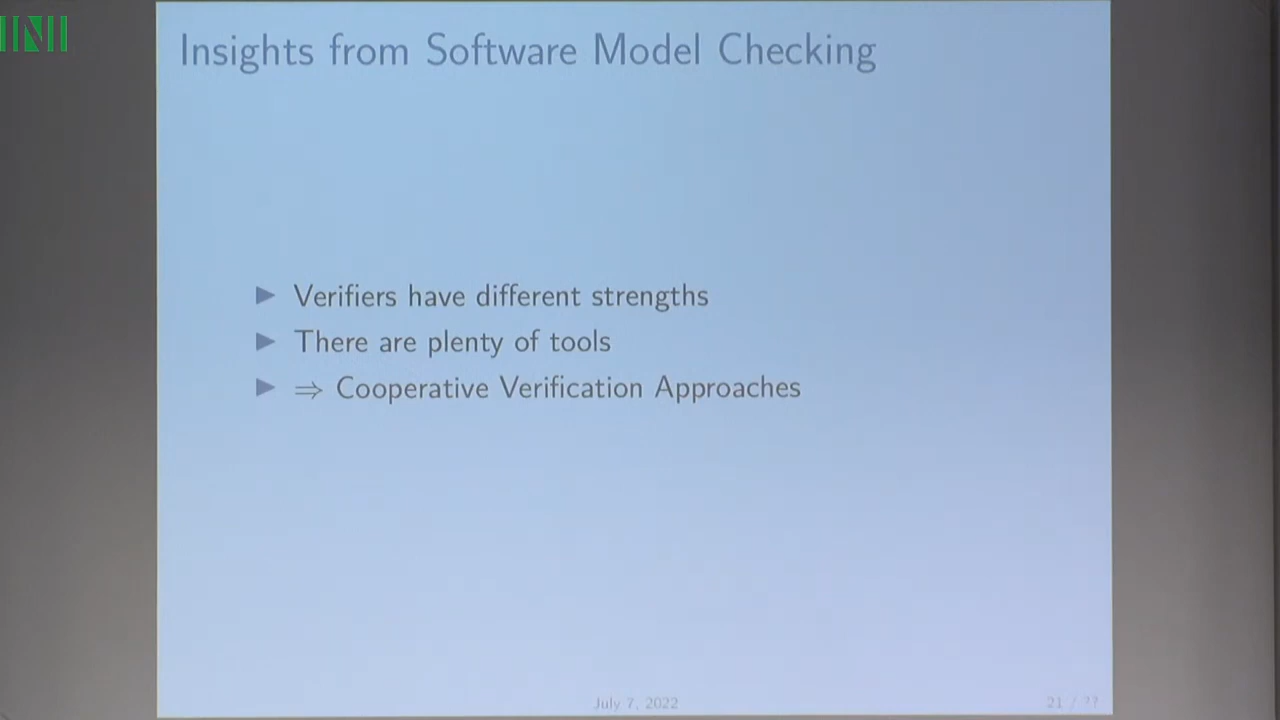 INI
Insights from Software Model Checking
▶ Verifiers have different strengths
▶ There are plenty of tools
▶ ⇒ Cooperative Verification Approaches
July 7, 2022
21 / ??